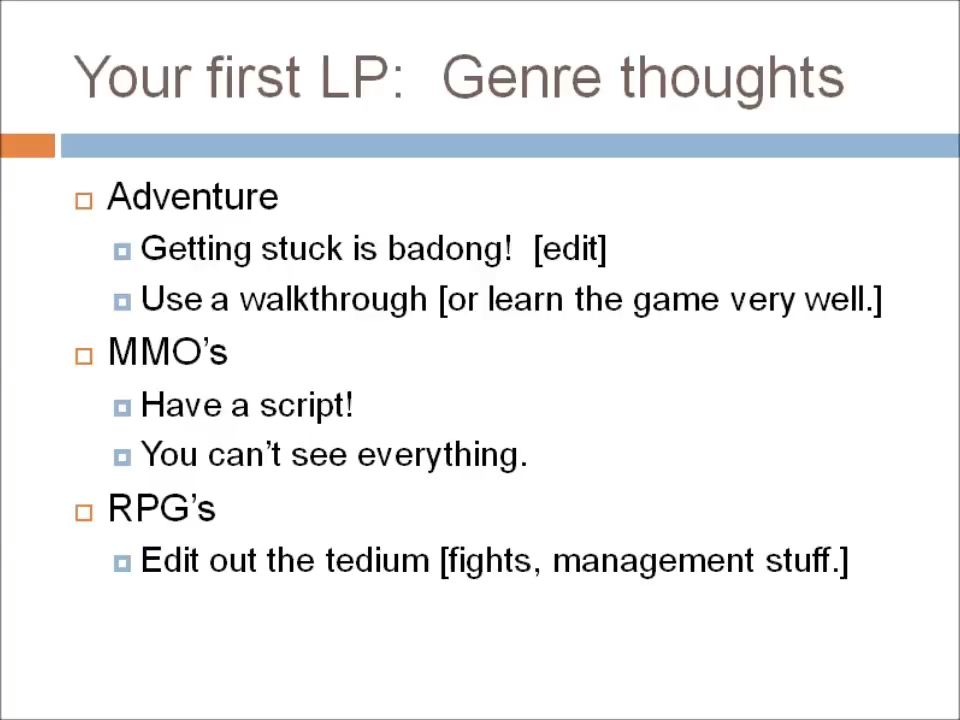 Your first LP:  Genre thoughts
Adventure
Getting stuck is badong!  [edit]
Use a walkthrough [or learn the game very well.]
MMO's
Have a script!
You can't see everything.
RPG's
Edit out the tedium [fights, management stuff.]